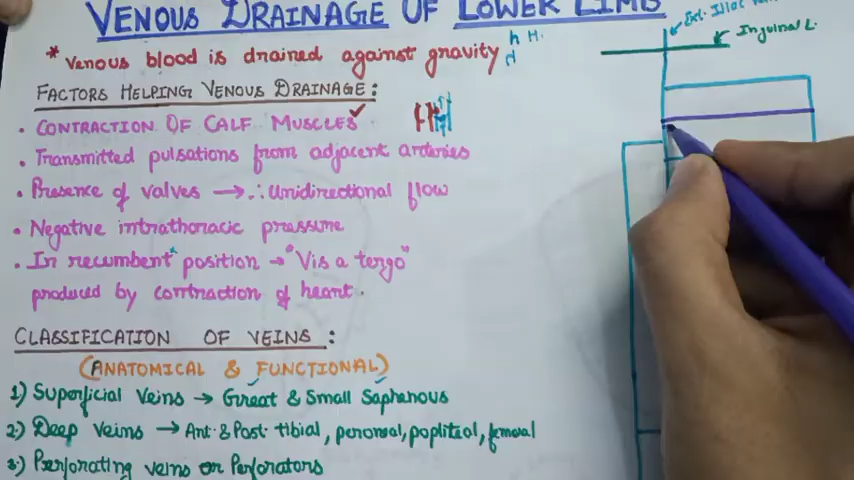 VENOUS DRAINAGE OF LOWER LIMB
* Venous blood is drained against gravity
FACTORS HELPING VENOUS DRAINAGE:
• CONTRACTION OF CALF MUSCLES ✓
• Transmitted pulsations from adjacent arteries
• Presence of valves → ∴ Unidirectional flow
• Negative intrathoracic pressure
• In recumbent* position → "Vis a tergo"
produced by contraction of heart.
CLASSIFICATION OF VEINS:
(ANATOMICAL & FUNCTIONAL)
1) Superficial Veins → Great & Small Saphenous
2) Deep Veins → Ant & Post tibial, peroneal, popliteal, femoral
3) Perforating veins or Perforators
Ext. Iliac
Inguinal L.